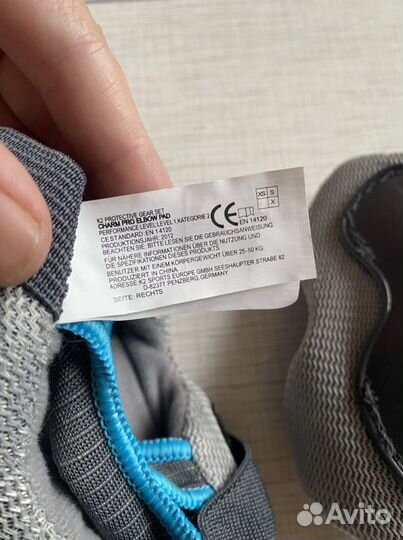 K2 PROTECTIVE GEAR SET
CHARM PRO ELBOW PAD
PERFORMANCE LEVEL:LEVEL 1,KATEGORIE 2
CE STANDARD: EN 14120
PRODUKTIONSJAHR: 2012
BEACHTEN SIE: BITTE LESEN SIE DIE GEBRAUCHSANLEITUNG
FÜR NÄHERE INFORMATIONEN ÜBER DIE NUTZUNG UND
DIE SPEZIFIKATIONEN DIESES PRODUKTS
BENUTZER MIT EINEM KÖRPERGEWICHT ÜBER 25-50 KG
PRODUZIERT IN CHINA
ADRESSE: K2 SPORTS EUROPE GMBH SEESHAUPTER STRAßE 62
D-82377 PENZBERG, GERMANY
SEITE: RECHTS
CE
EN 14120
XS S
X
Avito